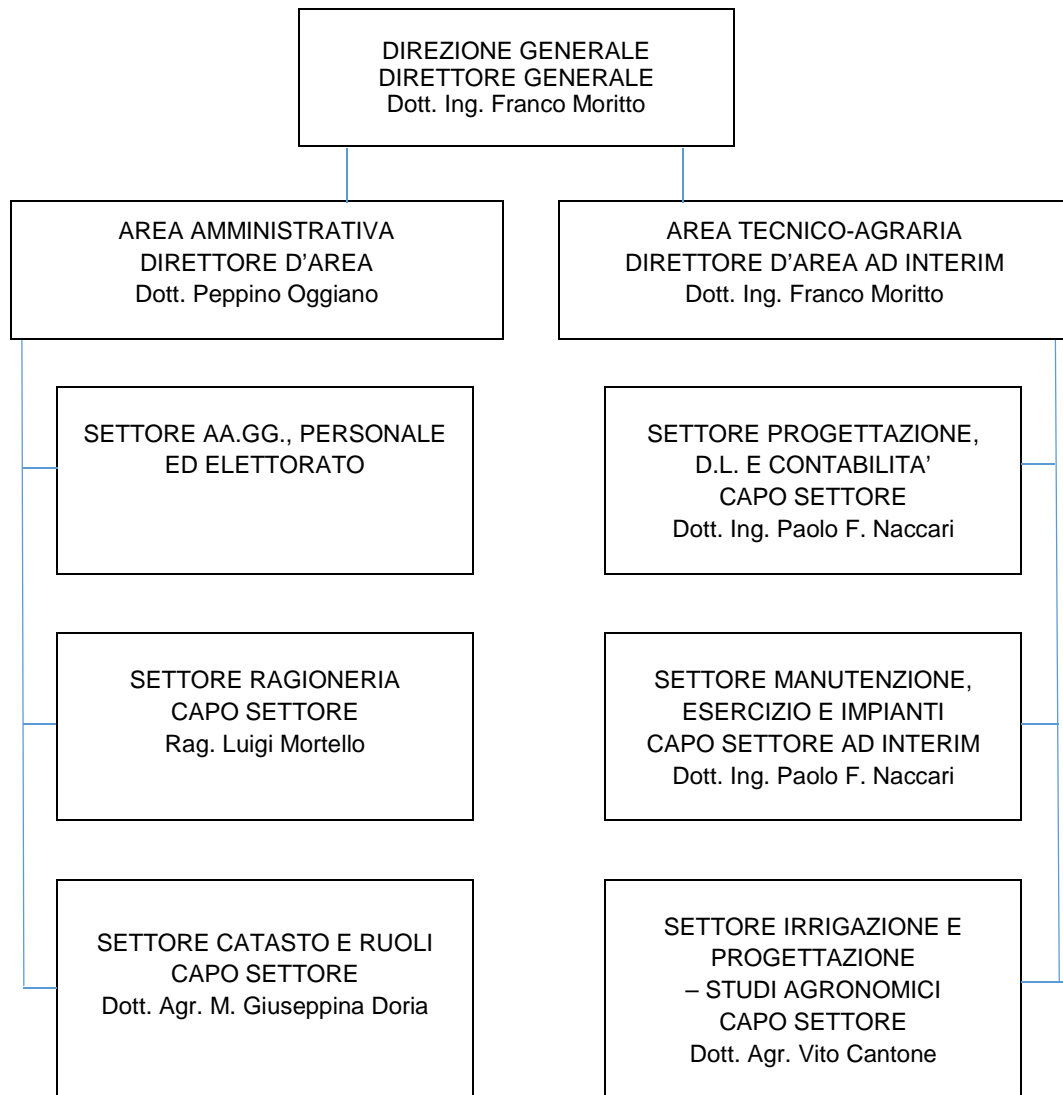 DIREZIONE GENERALE
DIRETTORE GENERALE
Dott. Ing. Franco Moritto
AREA AMMINISTRATIVA
DIRETTORE D’AREA
Dott. Peppino Oggiano
AREA TECNICO-AGRARIA
DIRETTORE D’AREA AD INTERIM
Dott. Ing. Franco Moritto
SETTORE AA.GG., PERSONALE
ED ELETTORATO
SETTORE PROGETTAZIONE,
D.L. E CONTABILITA’
CAPO SETTORE
Dott. Ing. Paolo F. Naccari
SETTORE RAGIONERIA
CAPO SETTORE
Rag. Luigi Mortello
SETTORE MANUTENZIONE,
ESERCIZIO E IMPIANTI
CAPO SETTORE AD INTERIM
Dott. Ing. Paolo F. Naccari
SETTORE CATASTO E RUOLI
CAPO SETTORE
Dott. Agr. M. Giuseppina Doria
SETTORE IRRIGAZIONE E
PROGETTAZIONE
– STUDI AGRONOMICI
CAPO SETTORE
Dott. Agr. Vito Cantone